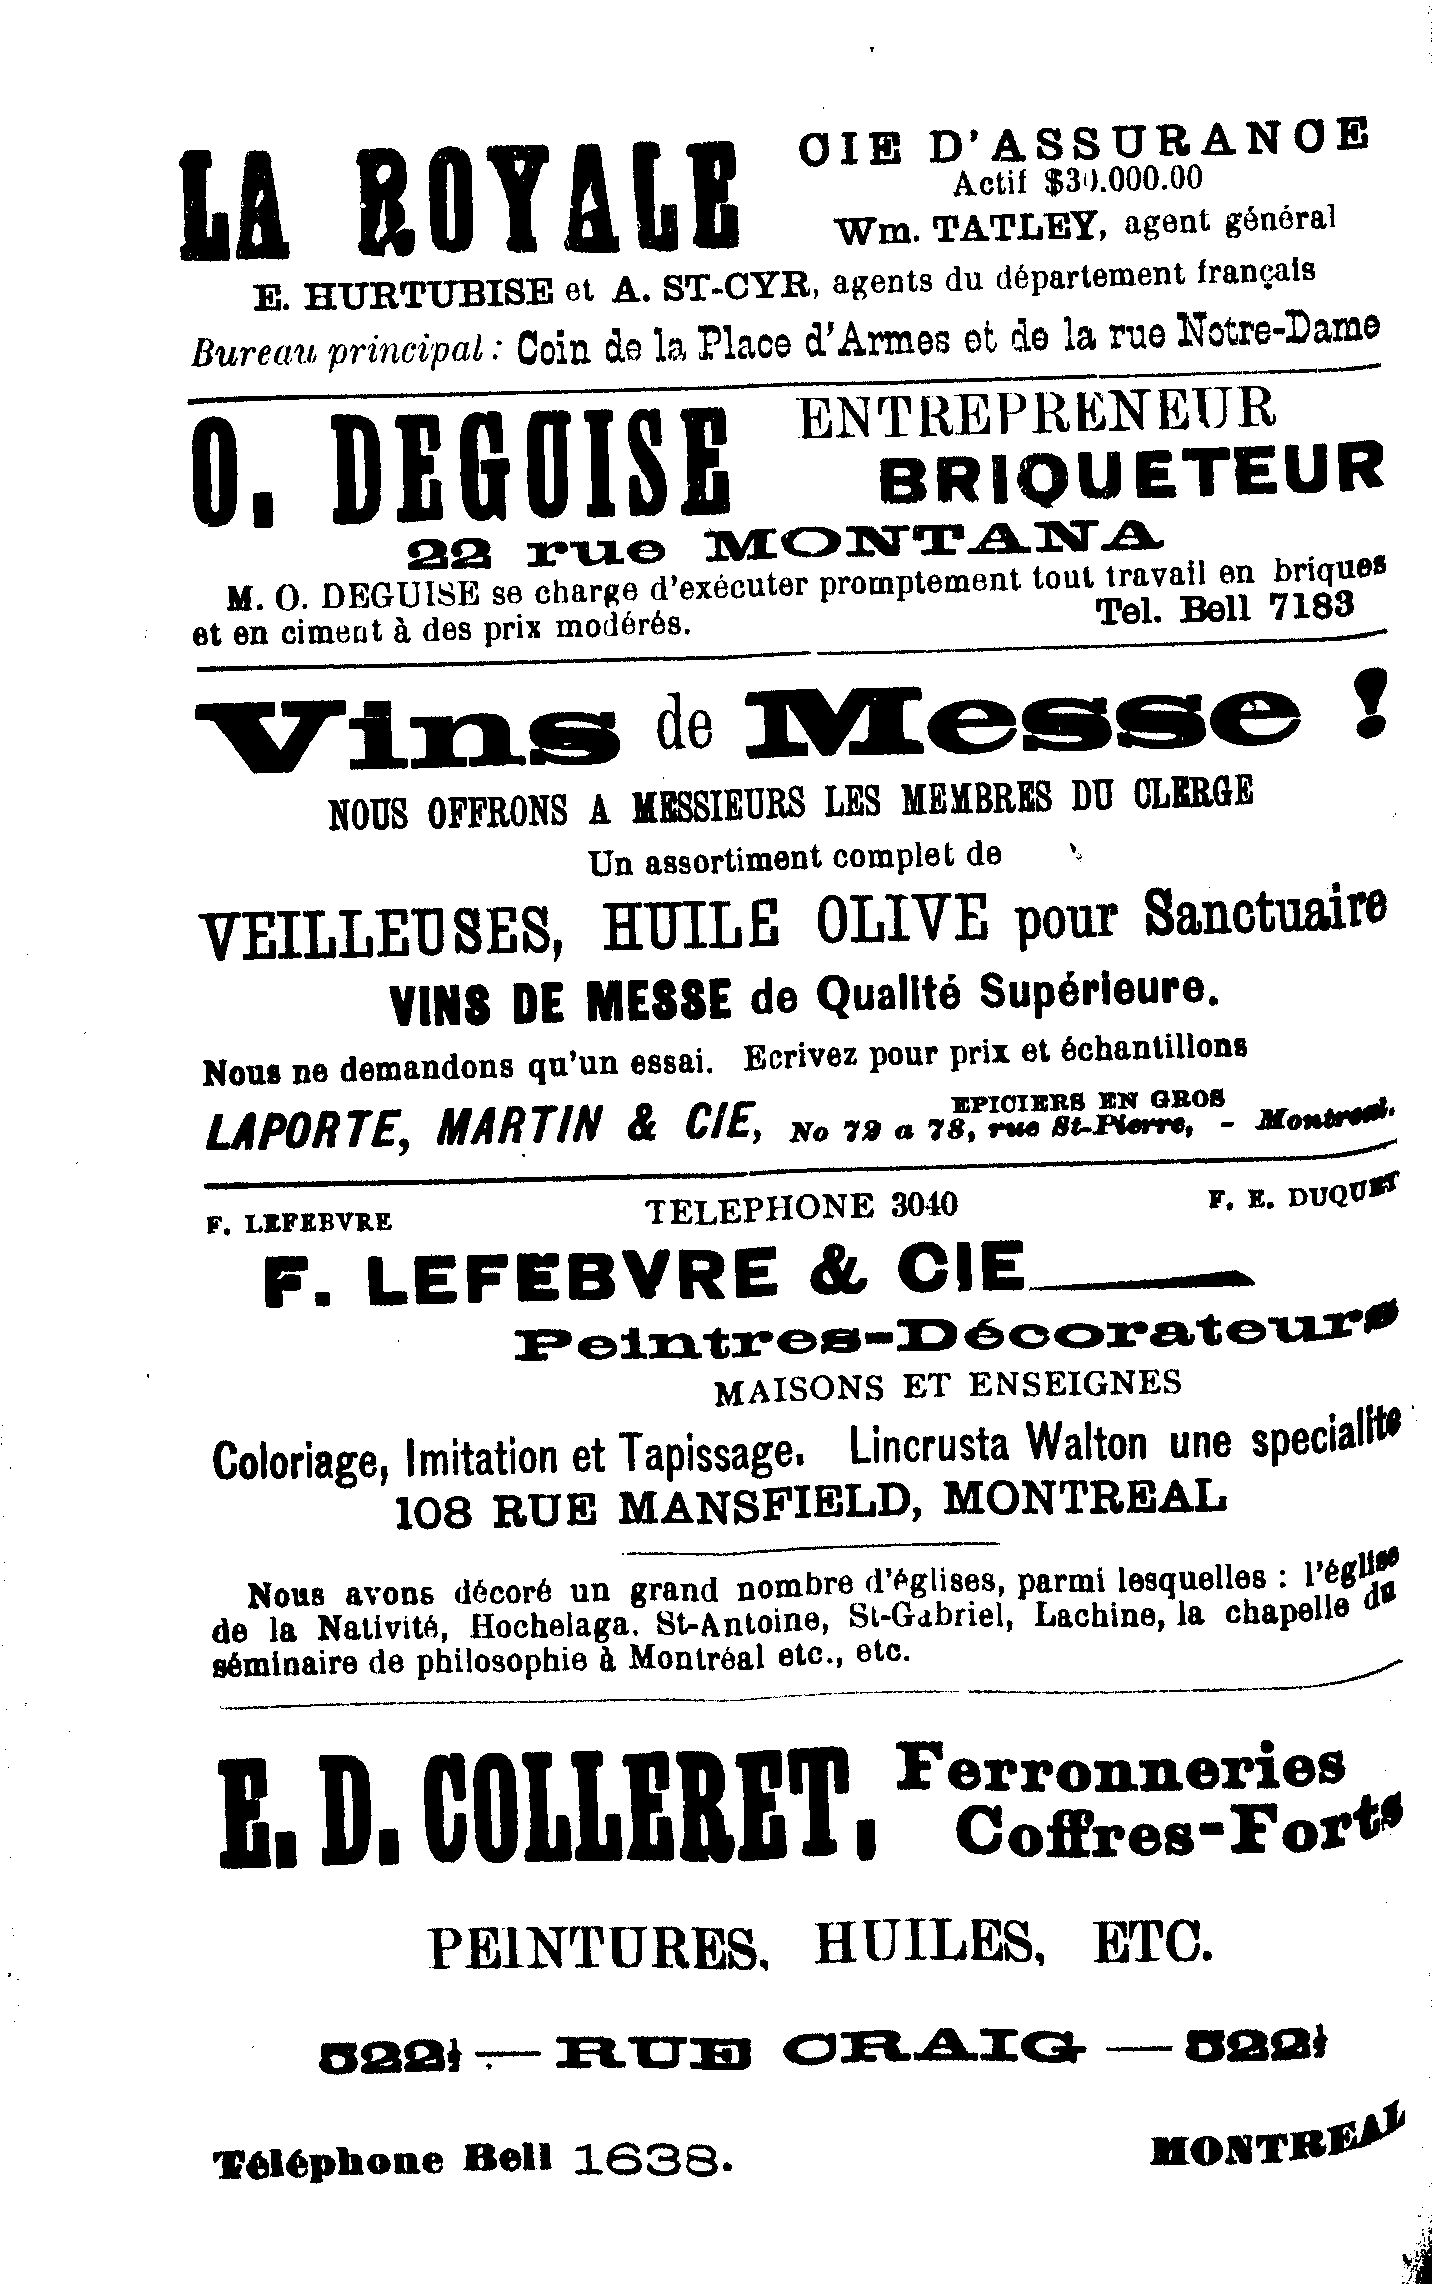 LA ROYALE CIE D'ASSURANCE
Actif $30.000.00
Wm. TATLEY, agent général
E. HURTUBISE et A. ST-CYR, agents du département français
Bureau principal : Coin de la Place d'Armes et de la rue Notre-Dame
O. DEGUISE ENTREPRENEUR
BRIQUETEUR
22 rue MONTANA
M. O. DEGUISE se charge d'exécuter promptement tout travail en briques
et en ciment à des prix modérés. Tel. Bell 7183
Vins de Messe !
NOUS OFFRONS A MESSIEURS LES MEMBRES DU CLERGE
Un assortiment complet de
VEILLEUSES, HUILE OLIVE pour Sanctuaire
VINS DE MESSE de Qualité Supérieure.
Nous ne demandons qu'un essai. Ecrivez pour prix et échantillons
LAPORTE, MARTIN & CIE, EPICIERS EN GROS
No 72 a 78, rue St-Pierre, - Montreal.
F. LEFEBVRE TELEPHONE 3040 F. E. DUQUET
F. LEFEBVRE & CIE
Peintres-Décorateurs
MAISONS ET ENSEIGNES
Coloriage, Imitation et Tapissage. Lincrusta Walton une specialite
108 RUE MANSFIELD, MONTREAL
Nous avons décoré un grand nombre d'églises, parmi lesquelles : l'église
de la Nativité, Hochelaga. St-Antoine, St-Gabriel, Lachine, la chapelle du
séminaire de philosophie à Montréal etc., etc.
E. D. COLLERET, Ferronneries
Coffres-Forts
PEINTURES, HUILES, ETC.
522½ — RUE CRAIG — 522½
Téléphone Bell 1638. MONTREAL